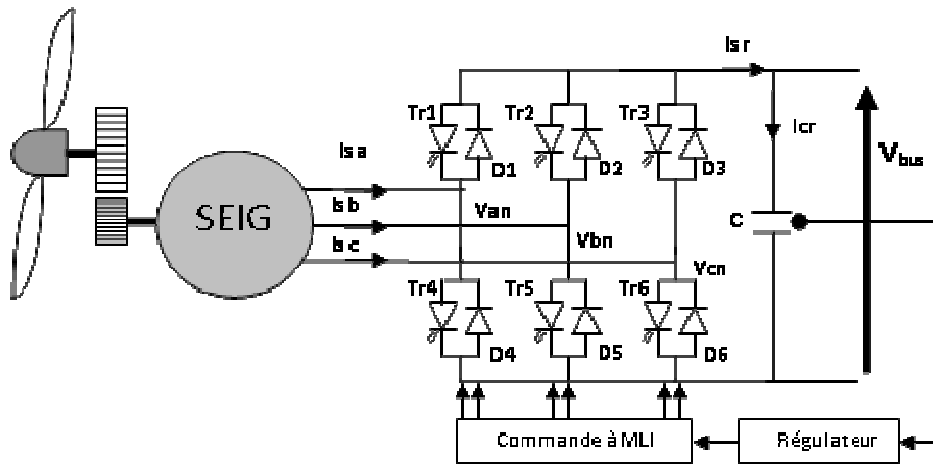 Isr
Tr1
Tr2
Tr3
Icr
Isa
D1
D2
D3
Vbus
Isb
SEIG
Van
C
Isc
Vbn
Vcn
Tr4
Tr5
Tr6
D4
D5
D6
Commande à MLI
Régulateur